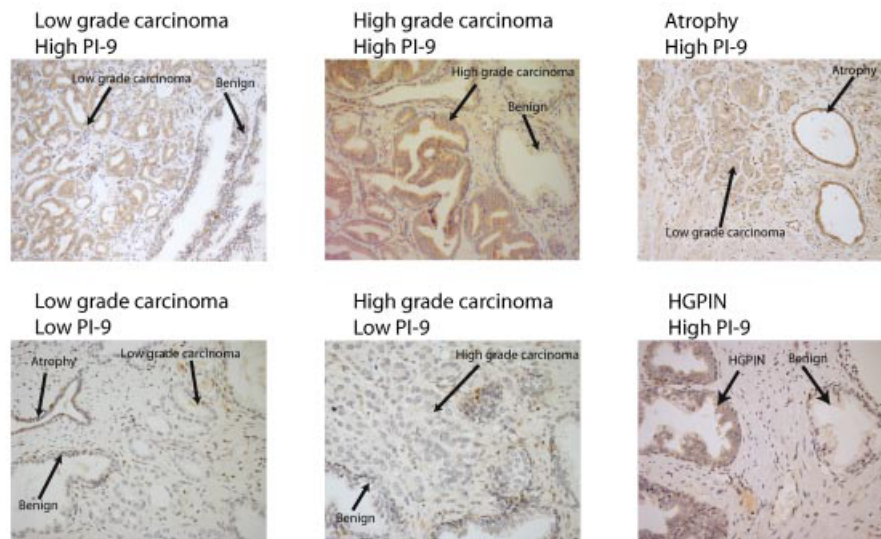 Low grade carcinoma
High PI-9
Low grade carcinoma
Benign
High grade carcinoma
High PI-9
High grade carcinoma
Benign
Atrophy
High PI-9
Atrophy
Low grade carcinoma
Low grade carcinoma
Low PI-9
Atrophy
Low grade carcinoma
Benign
High grade carcinoma
Low PI-9
High grade carcinoma
Benign
HGPIN
High PI-9
HGPIN
Benign